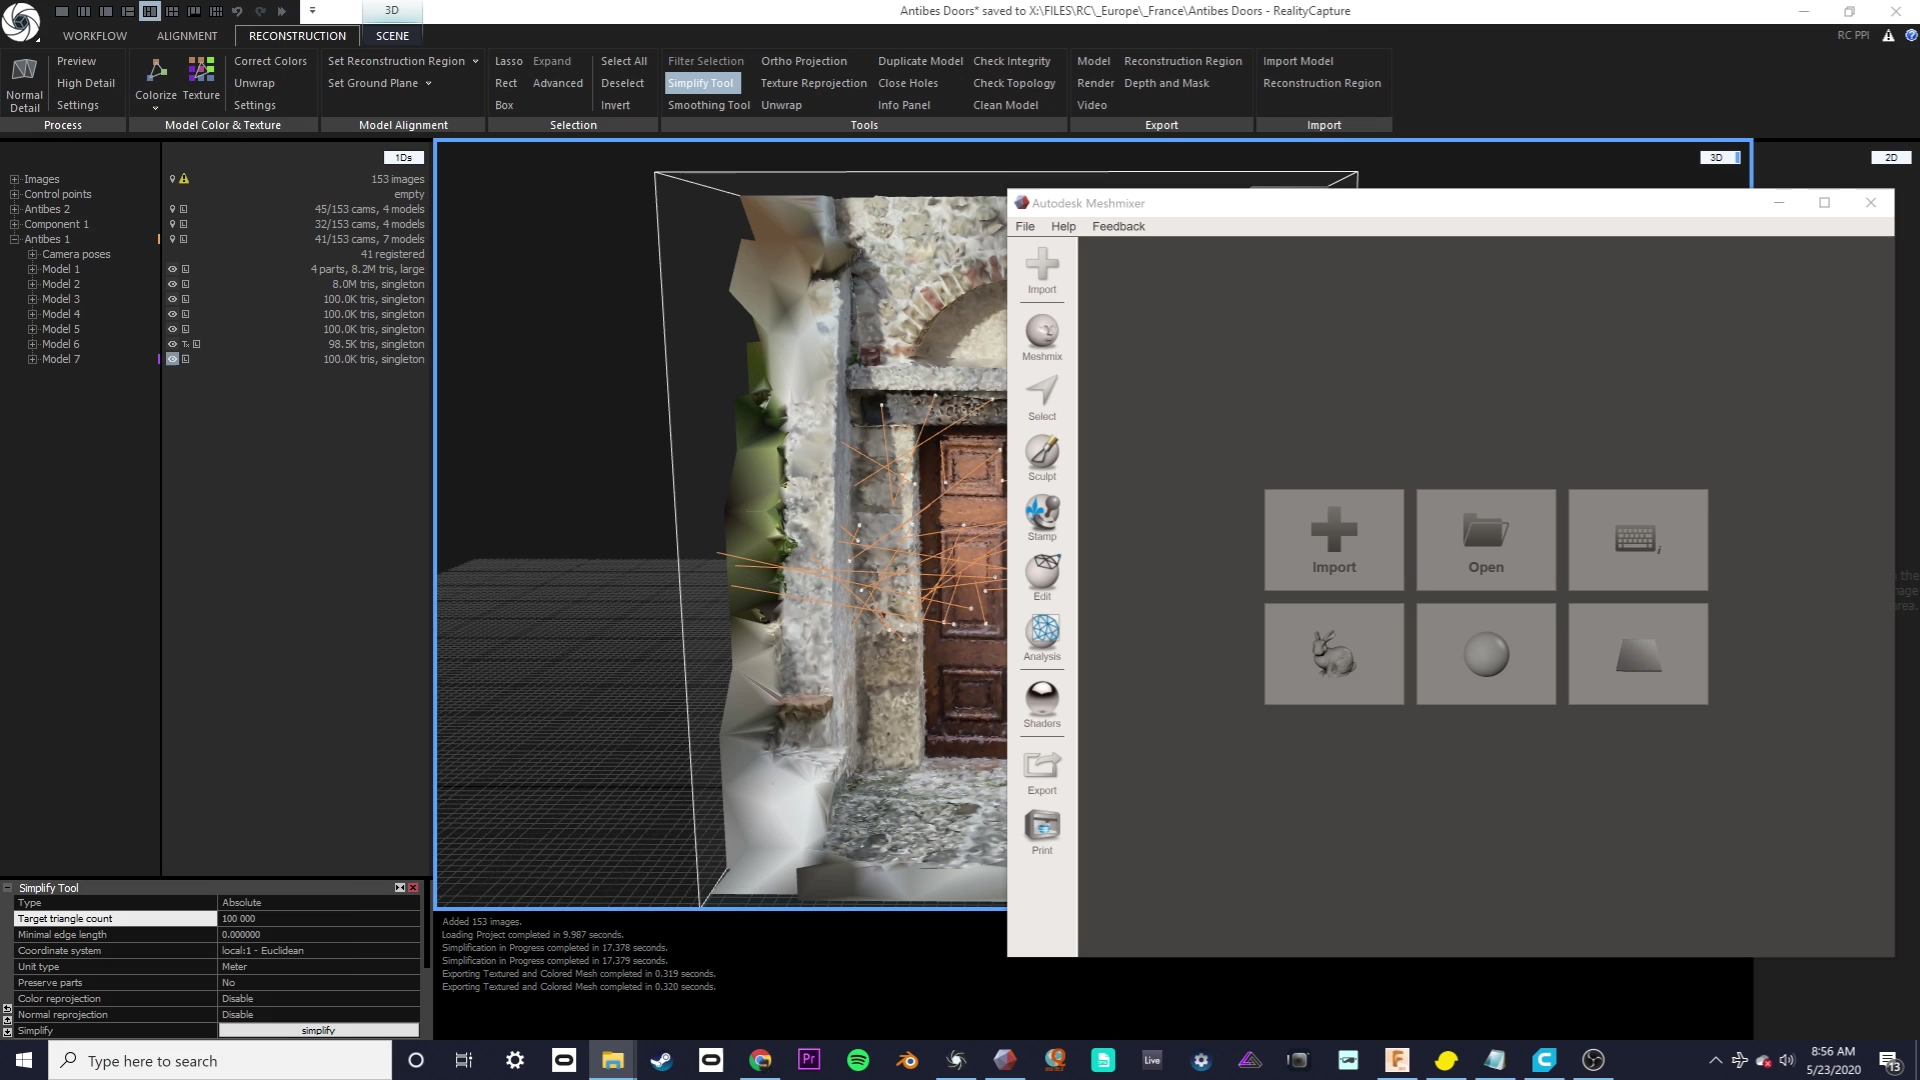 3D
Antibes Doors* saved to X:\FILES\RC\_Europe\_France\Antibes Doors - RealityCapture
WORKFLOW ALIGNMENT RECONSTRUCTION SCENE
RC PPI
Preview Correct Colors Set Reconstruction Region Lasso Expand Select All Filter Selection Ortho Projection Duplicate Model Check Integrity Model Reconstruction Region Import Model
High Detail Unwrap Set Ground Plane Rect Advanced Deselect Simplify Tool Texture Reprojection Close Holes Check Topology Render Depth and Mask Reconstruction Region
Normal Detail Settings Colorize Texture Settings Box Invert Smoothing Tool Unwrap Info Panel Clean Model Video
Process Model Color & Texture Model Alignment Selection Tools Export Import
1Ds
3D
2D
Images 153 images
Control points empty
Antibes 2 45/153 cams, 4 models
Component 1 32/153 cams, 4 models
Antibes 1 41/153 cams, 7 models
Camera poses 41 registered
Model 1 4 parts, 8.2M tris, large
Model 2 8.0M tris, singleton
Model 3 100.0K tris, singleton
Model 4 100.0K tris, singleton
Model 5 100.0K tris, singleton
Model 6 98.5K tris, singleton
Model 7 100.0K tris, singleton
Autodesk Meshmixer
File Help Feedback
Import
Meshmix
Select
Sculpt
Stamp
Edit
Analysis
Shaders
Export
Print
Import Open
the
area.
Simplify Tool
Type Absolute
Target triangle count 100 000
Minimal edge length 0.000000
Coordinate system local:1 - Euclidean
Unit type Meter
Preserve parts No
Color reprojection Disable
Normal reprojection Disable
Simplify simplify
Added 153 images.
Loading Project completed in 9.987 seconds.
Simplification in Progress completed in 17.378 seconds.
Simplification in Progress completed in 17.379 seconds.
Exporting Textured and Colored Mesh completed in 0.319 seconds.
Exporting Textured and Colored Mesh completed in 0.320 seconds.
Type here to search
Pr
Live
8:56 AM
5/23/2020
13